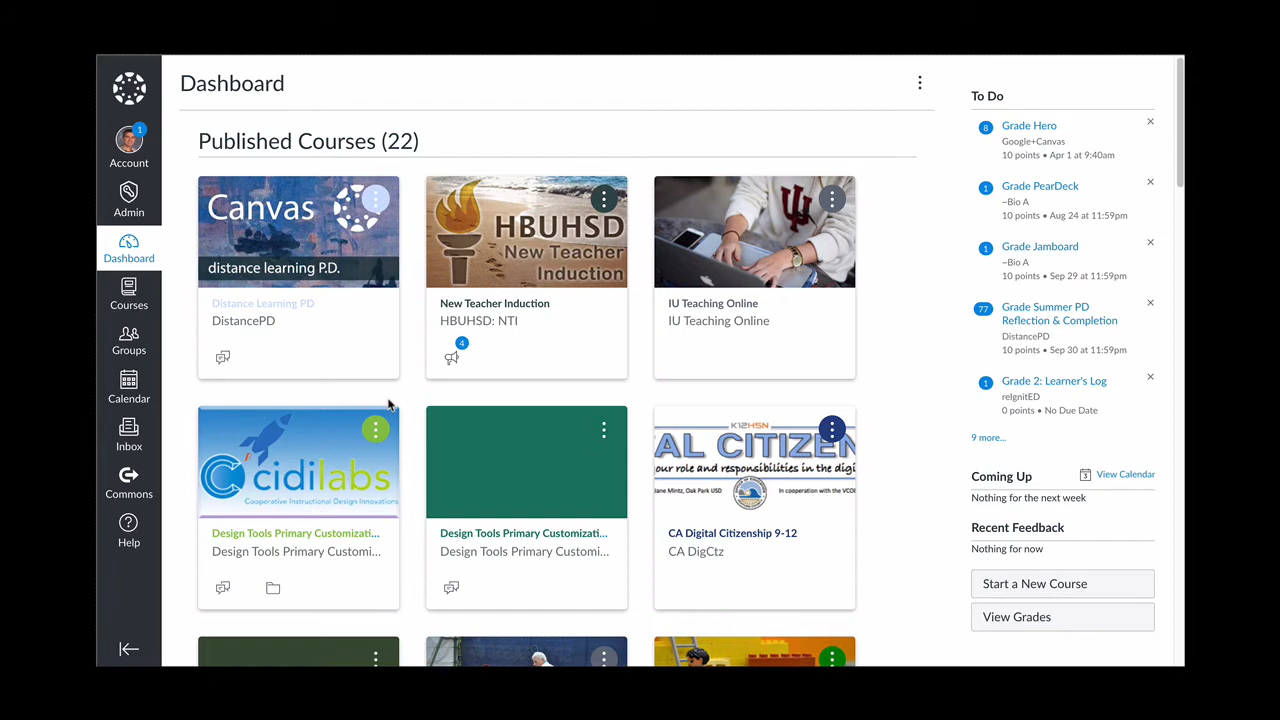 Dashboard
1
Account
Admin
Dashboard
Courses
Groups
Calendar
Inbox
Commons
Help
Published Courses (22)
Canvas
distance learning P.D.
Distance Learning PD
DistancePD
HBUHSD
New Teacher
Induction
New Teacher Induction
HBUHSD: NTI
4
IU Teaching Online
IU Teaching Online
cidilabs
Cooperative Instructional Design Innovations
Design Tools Primary Customizati...
Design Tools Primary Customi...
Design Tools Primary Customizati...
Design Tools Primary Customi...
K12HSN
AL CITIZEN
our role and responsibilities in the digi
Jane Mintz, Oak Park USD
In cooperation with the VCOE
CA Digital Citizenship 9-12
CA DigCtz
To Do
8 Grade Hero
Google+Canvas
10 points • Apr 1 at 9:40am
1 Grade PearDeck
~Bio A
10 points • Aug 24 at 11:59pm
1 Grade Jamboard
~Bio A
10 points • Sep 29 at 11:59pm
77 Grade Summer PD
Reflection & Completion
DistancePD
10 points • Sep 30 at 11:59pm
1 Grade 2: Learner's Log
reIgnitED
0 points • No Due Date
9 more...
Coming Up
3 View Calendar
Nothing for the next week
Recent Feedback
Nothing for now
Start a New Course
View Grades